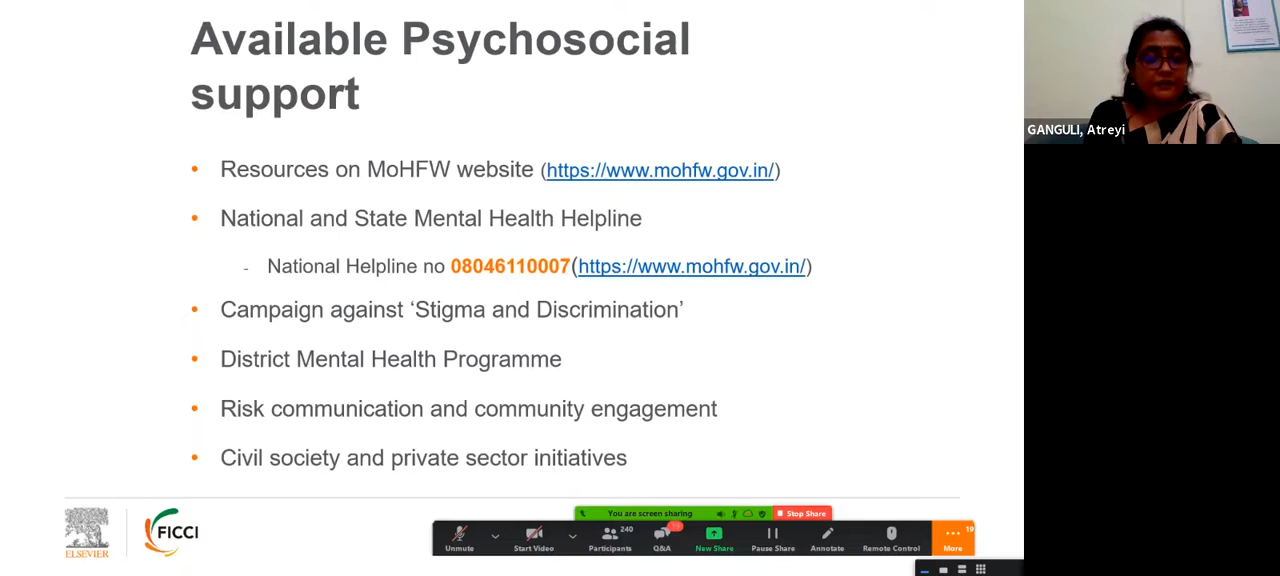 Available Psychosocial
support
• Resources on MoHFW website (https://www.mohfw.gov.in/)
• National and State Mental Health Helpline
- National Helpline no 08046110007(https://www.mohfw.gov.in/)
• Campaign against ‘Stigma and Discrimination’
• District Mental Health Programme
• Risk communication and community engagement
• Civil society and private sector initiatives
ELSEVIER
FICCI
GANGULI, Atreyi
You are screen sharing
Stop Share
Unmute
Start Video
Participants
240
Q&A
New Share
Pause Share
Annotate
Remote Control
More
19